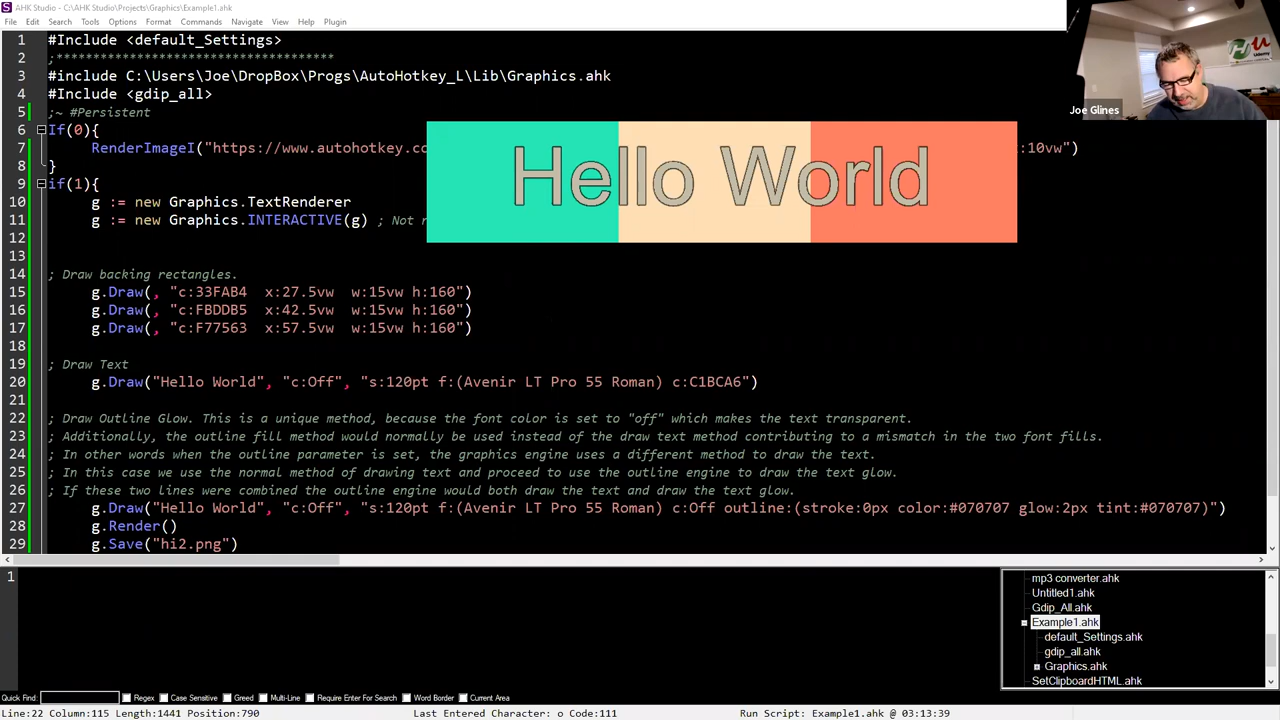 AHK Studio - C:\AHK Studio\Projects\Graphics\Example1.ahk
File Edit Search Tools Options Format Commands Navigate View Help Plugin
1 #Include <default_Settings>
2 ;********************************
3 #include C:\Users\Joe\DropBox\Progs\AutoHotkey_L\Lib\Graphics.ahk
4 #Include <gdip_all>
5 ;~ #Persistent
6 If(0){
7 RenderImageI("https://www.autohotkey.co :10vw")
8 }
9 if(1){
10 g := new Graphics.TextRenderer
11 g := new Graphics.INTERACTIVE(g) ; Not
12
13
14 ; Draw backing rectangles.
15 g.Draw(, "c:33FAB4 x:27.5vw w:15vw h:160")
16 g.Draw(, "c:FBDDB5 x:42.5vw w:15vw h:160")
17 g.Draw(, "c:F77563 x:57.5vw w:15vw h:160")
18
19 ; Draw Text
20 g.Draw("Hello World", "c:Off", "s:120pt f:(Avenir LT Pro 55 Roman) c:C1BCA6")
21
22 ; Draw Outline Glow. This is a unique method, because the font color is set to "off" which makes the text transparent.
23 ; Additionally, the outline fill method would normally be used instead of the draw text method contributing to a mismatch in the two font fills.
24 ; In other words when the outline parameter is set, the graphics engine uses a different method to draw the text.
25 ; In this case we use the normal method of drawing text and proceed to use the outline engine to draw the text glow.
26 ; If these two lines were combined the outline engine would both draw the text and draw the text glow.
27 g.Draw("Hello World", "c:Off", "s:120pt f:(Avenir LT Pro 55 Roman) c:Off outline:(stroke:0px color:#070707 glow:2px tint:#070707)")
28 g.Render()
29 g.Save("hi2.png")
Hello World
Joe Glines
Udemy
1
mp3 converter.ahk
Untitled1.ahk
Gdip_All.ahk
Example1.ahk
default_Settings.ahk
gdip_all.ahk
Graphics.ahk
SetClipboardHTML.ahk
Quick Find: Regex Case Sensitive Greed Multi-Line Require Enter For Search Word Border Current Area
Line:22 Column:115 Length:1441 Position:790 Last Entered Character: o Code:111 Run Script: Example1.ahk @ 03:13:39